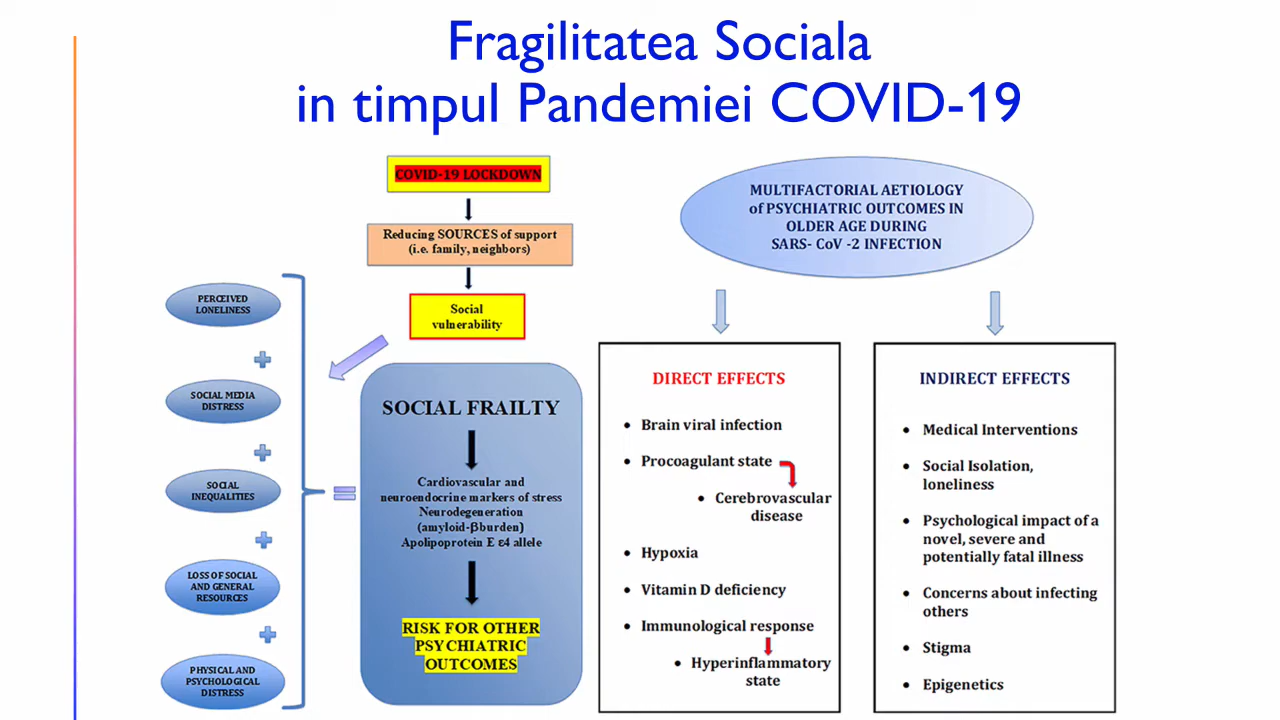 Fragilitatea Sociala
in timpul Pandemiei COVID-19
COVID-19 LOCKDOWN
Reducing SOURCES of support
(i.e. family, neighbors)
Social
vulnerability
PERCEIVED
LONELINESS
+
SOCIAL MEDIA
DISTRESS
+
SOCIAL
INEQUALITIES
+
LOSS OF SOCIAL
AND GENERAL
RESOURCES
+
PHYSICAL AND
PSYCHOLOGICAL
DISTRESS
=
SOCIAL FRAILTY
Cardiovascular and
neuroendocrine markers of stress
Neurodegeneration
(amyloid-βburden)
Apolipoprotein E ε4 allele
RISK FOR OTHER
PSYCHIATRIC
OUTCOMES
MULTIFACTORIAL AETIOLOGY
of PSYCHIATRIC OUTCOMES IN
OLDER AGE DURING
SARS- CoV -2 INFECTION
DIRECT EFFECTS
• Brain viral infection
• Procoagulant state
• Cerebrovascular
disease
• Hypoxia
• Vitamin D deficiency
• Immunological response
• Hyperinflammatory
state
INDIRECT EFFECTS
• Medical Interventions
• Social Isolation,
loneliness
• Psychological impact of a
novel, severe and
potentially fatal illness
• Concerns about infecting
others
• Stigma
• Epigenetics